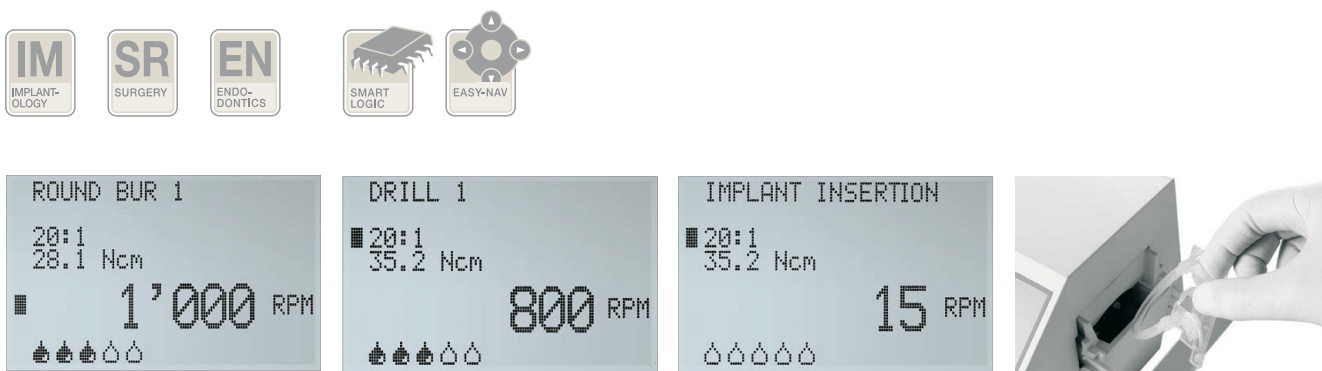 IM
IMPLANT-
OLOGY
SR
SURGERY
EN
ENDO-
DONTICS
SMART
LOGIC
EASY-NAV
ROUND BUR 1
20:1
28.1 Ncm
1'000 RPM
DRILL 1
20:1
35.2 Ncm
800 RPM
IMPLANT INSERTION
20:1
35.2 Ncm
15 RPM